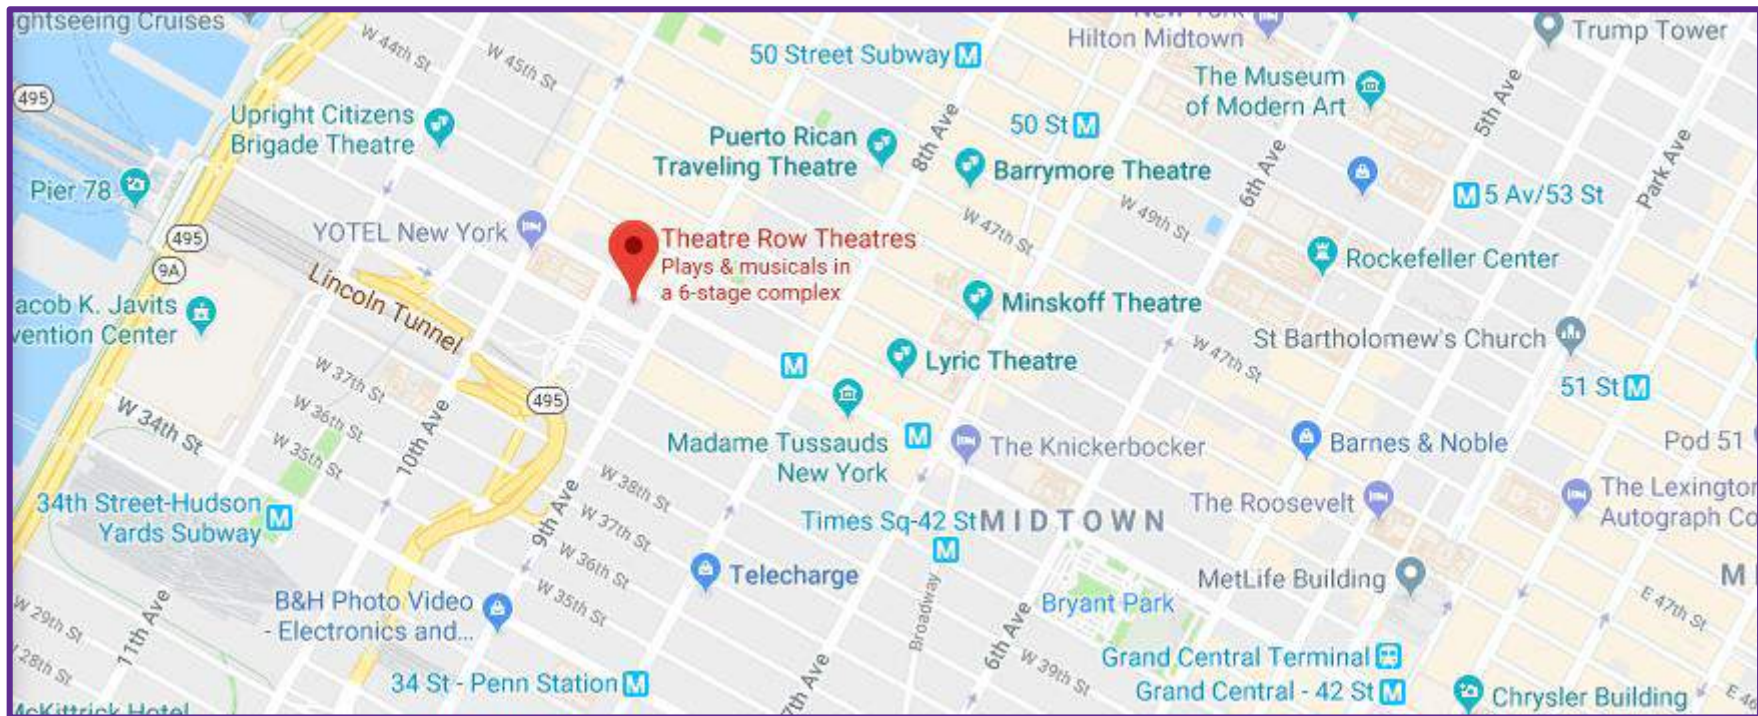 ghtseeing Cruises
W 44th St
W 45th St
50 Street Subway
Hilton Midtown
Trump Tower
495
The Museum
of Modern Art
5th Ave
Upright Citizens
Brigade Theatre
Puerto Rican
Traveling Theatre
8th Ave
50 St
Barrymore Theatre
6th Ave
Park Ave
Pier 78
5 Av/53 St
495
9A
YOTEL New York
Theatre Row Theatres
Plays & musicals in
a 6-stage complex
W 47th St
W 49th St
Rockefeller Center
Lincoln Tunnel
acob K. Javits
vention Center
Minskoff Theatre
St Bartholomew's Church
Lyric Theatre
W 47th St
51 St
W 37th St
W 36th St
W 35th St
W 34th St
10th Ave
495
Madame Tussauds
New York
The Knickerbocker
Barnes & Noble
Pod 51
34th Street-Hudson
Yards Subway
9th Ave
W 38th St
W 37th St
W 36th St
W 35th St
Times Sq-42 St
MIDTOWN
The Roosevelt
The Lexington
Autograph Co
Telecharge
MetLife Building
M
B&H Photo Video
- Electronics and...
Broadway
Bryant Park
E 47th St
W 29th St
28th St
11th Ave
6th Ave
W 39th St
Grand Central Terminal
Grand Central - 42 St
34 St - Penn Station
7th Ave
Chrysler Building
McKittrick Hotel